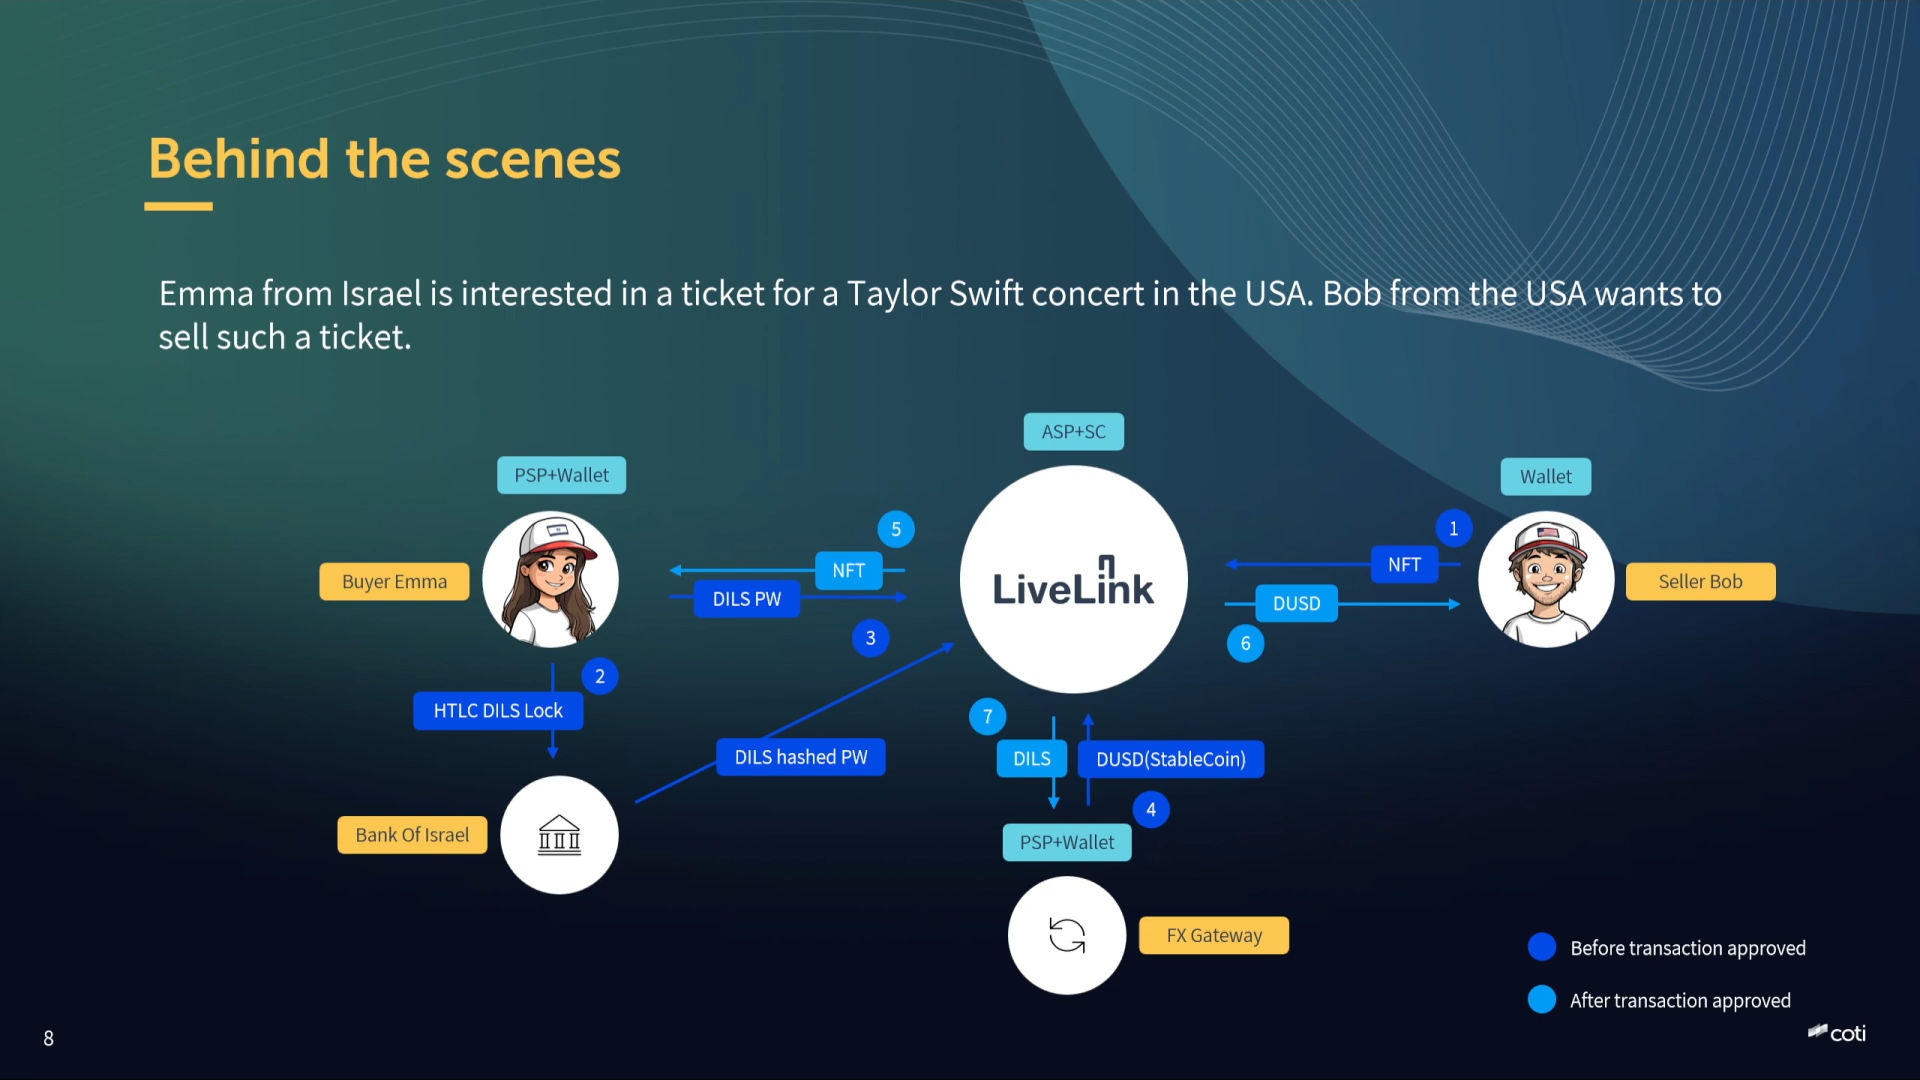 Behind the scenes
Emma from Israel is interested in a ticket for a Taylor Swift concert in the USA. Bob from the USA wants to
sell such a ticket.
ASP+SC
PSP+Wallet
Wallet
5
1
NFT
NFT
Buyer Emma
LiveLink
Seller Bob
DILS PW
DUSD
3
6
2
HTLC DILS Lock
7
DILS hashed PW
DILS
DUSD(StableCoin)
4
Bank Of Israel
PSP+Wallet
FX Gateway
Before transaction approved
After transaction approved
8
coti